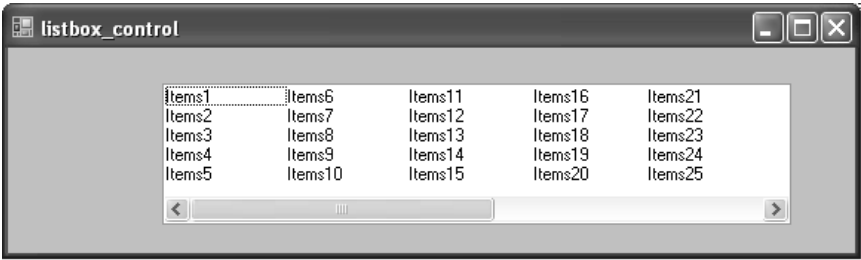 listbox_control
Items1 Items6 Items11 Items16 Items21
Items2 Items7 Items12 Items17 Items22
Items3 Items8 Items13 Items18 Items23
Items4 Items9 Items14 Items19 Items24
Items5 Items10 Items15 Items20 Items25